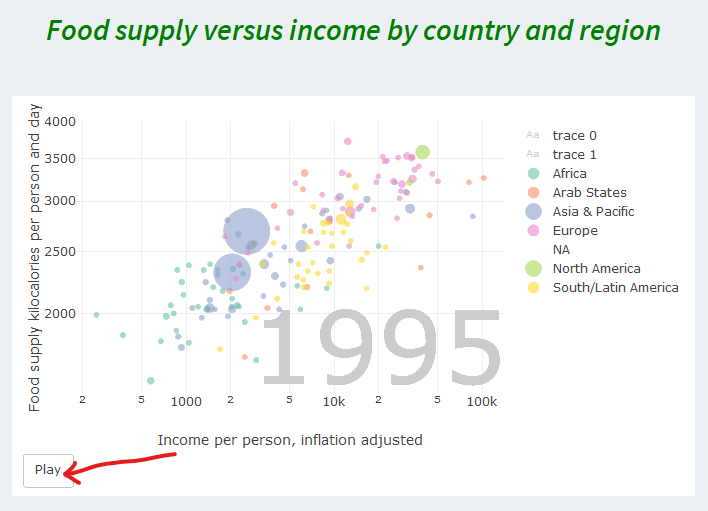 Food supply versus income by country and region
Food supply kilocalories per person and day
4000
3500
3000
2500
2000
1995
2 5 1000 2 5 10k 2 5 100k
Income per person, inflation adjusted
Aa trace 0
Aa trace 1
Africa
Arab States
Asia & Pacific
Europe
NA
North America
South/Latin America
Play